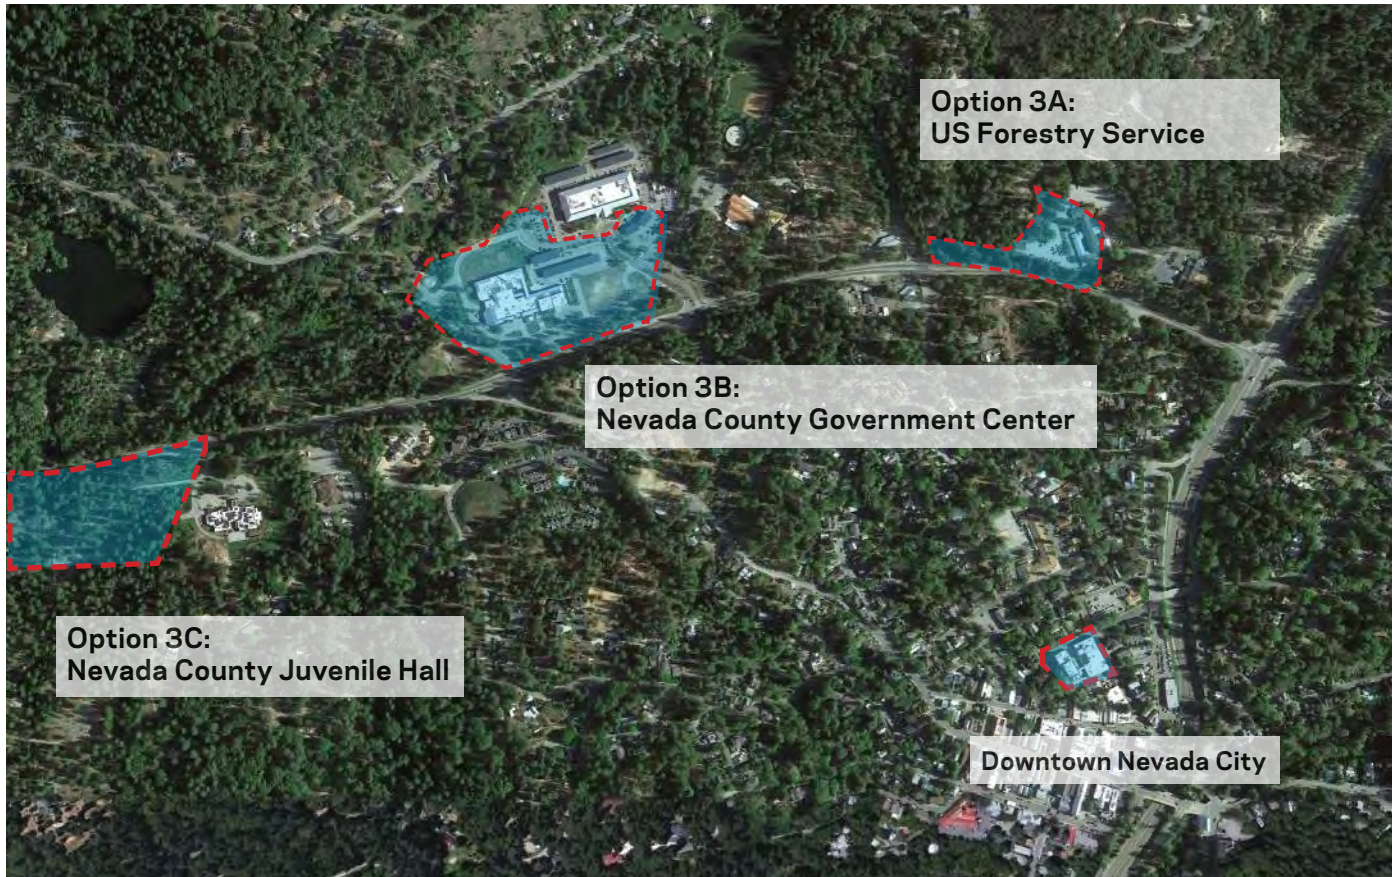 Option 3A:
US Forestry Service
Option 3B:
Nevada County Government Center
Option 3C:
Nevada County Juvenile Hall
Downtown Nevada City